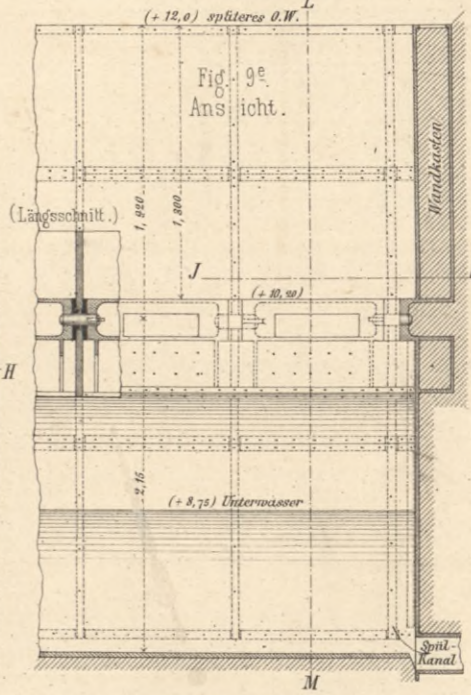 L
(+ 12,0) späteres O.W.
Fig. 9e.
Ansicht.
Wandkasten
1,920
1,800
(Längsschnitt.)
J
(+ 10,20)
H
2,15
(+ 8,75) Unterwasser
Spül-
Kanal
M